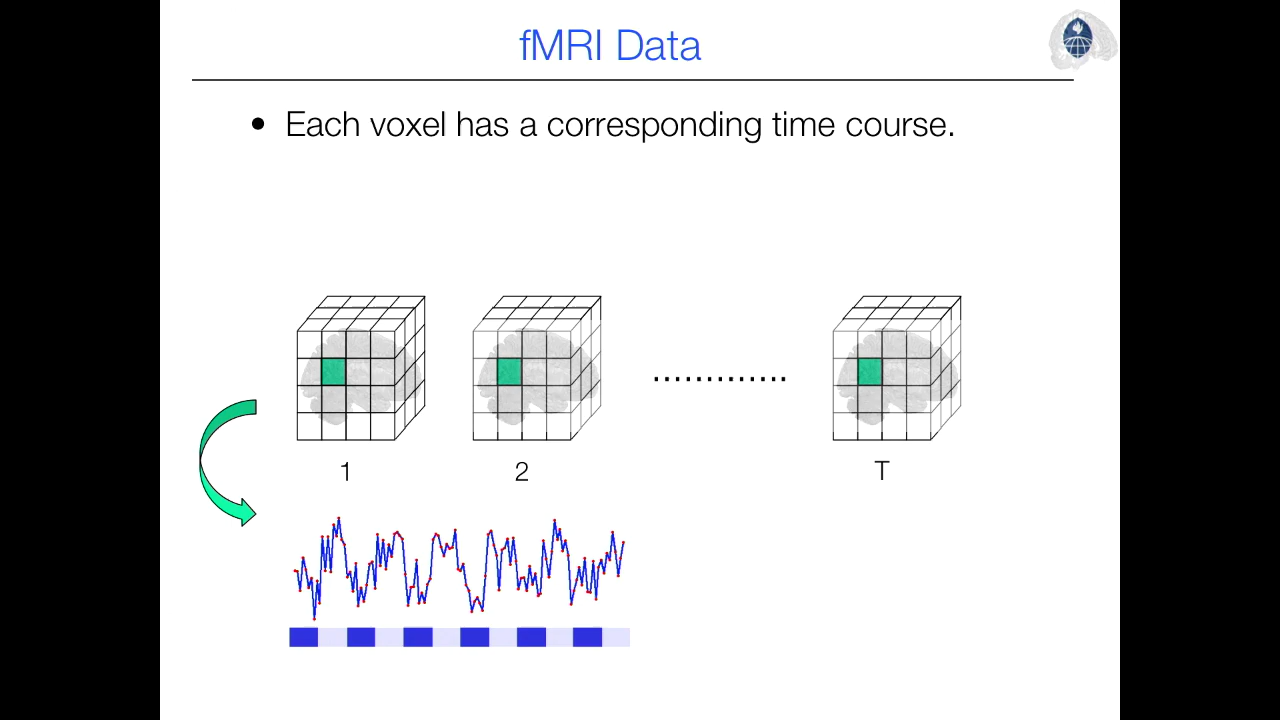 fMRI Data
• Each voxel has a corresponding time course.
1 2 T